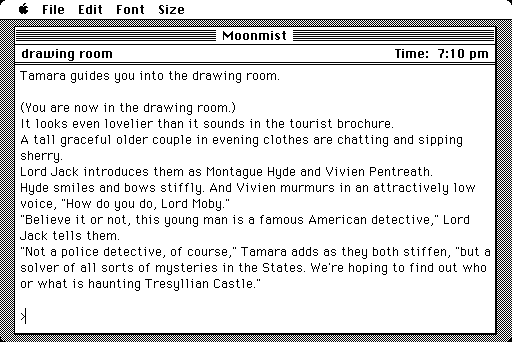 File Edit Font Size
Moonmist
drawing room Time: 7:10 pm
Tamara guides you into the drawing room.
(You are now in the drawing room.)
It looks even lovelier than it sounds in the tourist brochure.
A tall graceful older couple in evening clothes are chatting and sipping
sherry.
Lord Jack introduces them as Montague Hyde and Vivien Pentreath.
Hyde smiles and bows stiffly. And Vivien murmurs in an attractively low
voice, "How do you do, Lord Moby."
"Believe it or not, this young man is a famous American detective," Lord
Jack tells them.
"Not a police detective, of course," Tamara adds as they both stiffen, "but a
solver of all sorts of mysteries in the States. We're hoping to find out who
or what is haunting Tresyllian Castle."
>